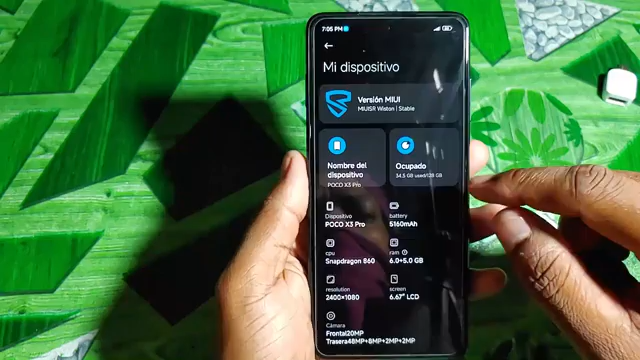 7:05 PM
Mi dispositivo
Versión MIUI
MIUISR Wiston | Stable
Nombre del
dispositivo
POCO X3 Pro
Ocupado
34.5 GB used/128 GB
Dispositivo
POCO X3 Pro
battery
5160mAh
cpu
Snapdragon 860
ram
6.0+5.0 GB
resolution
2400*1080
screen
6.67" LCD
Cámara
Frontal20MP
Trasera48MP+8MP+2MP+2MP